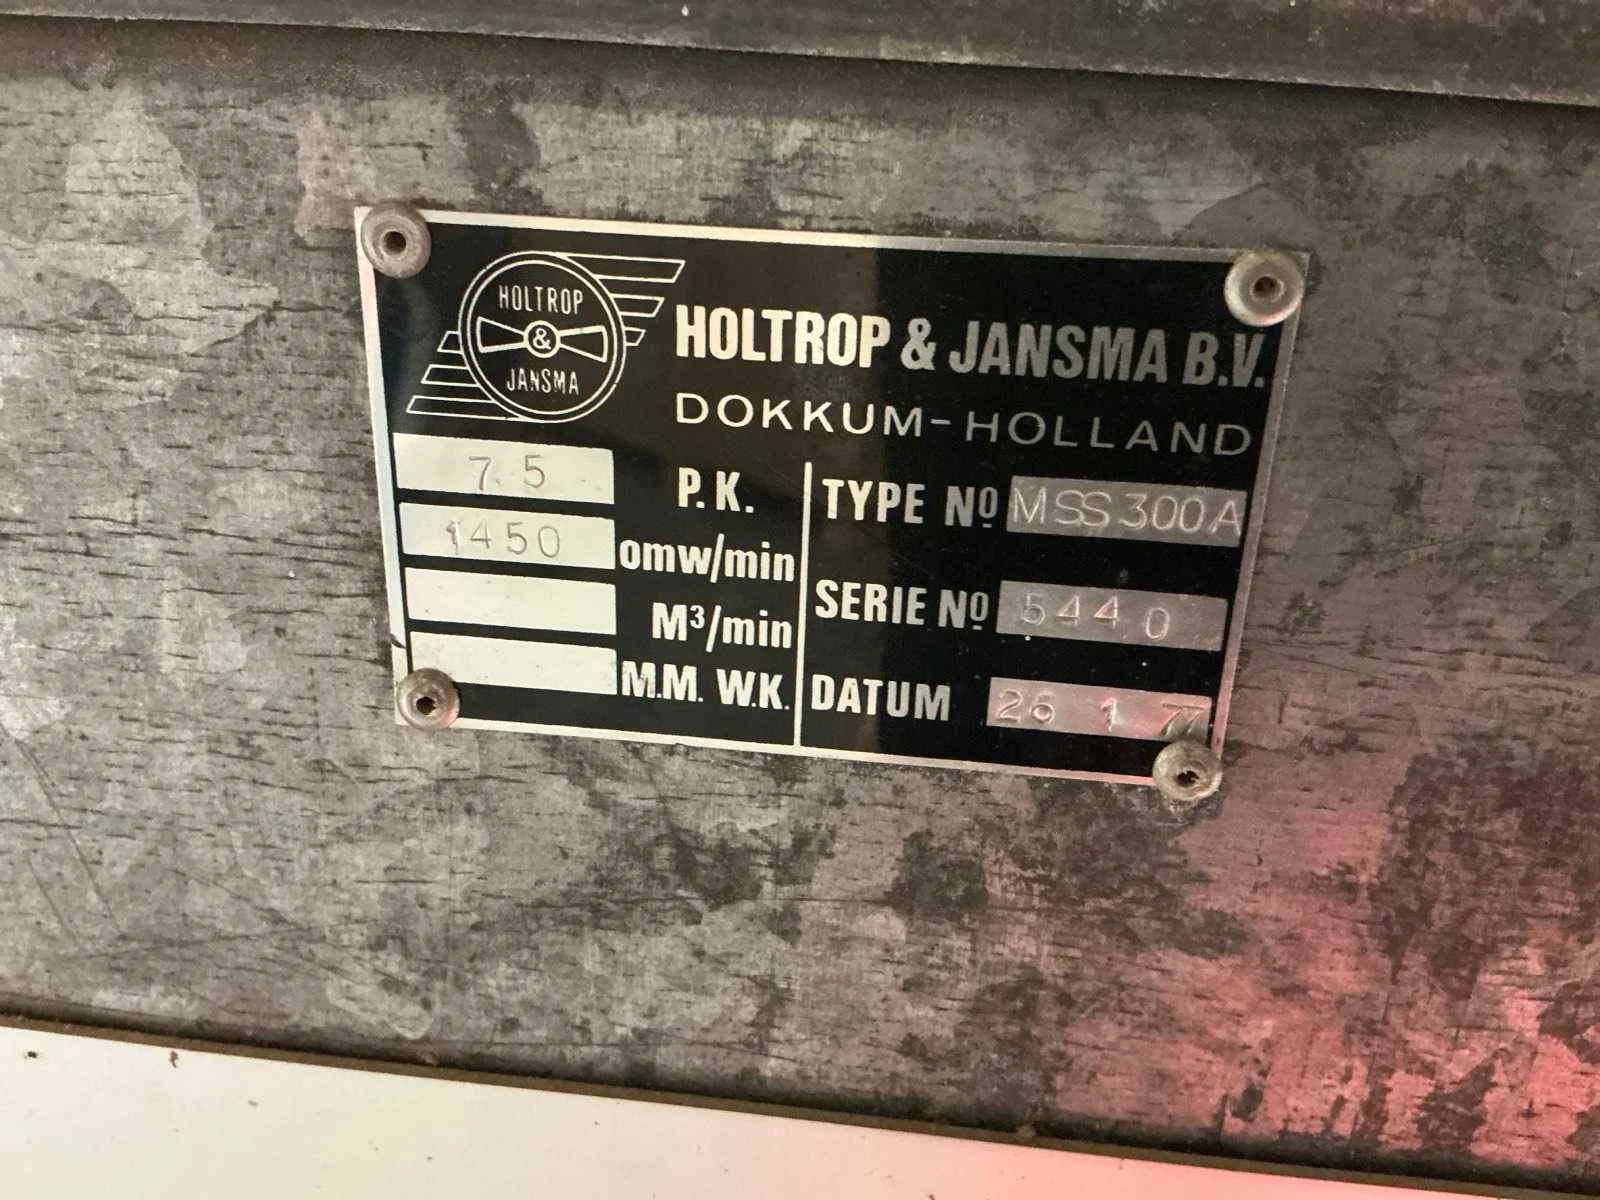 HOLTROP
&
JANSMA
HOLTROP & JANSMA B.V.
DOKKUM-HOLLAND
7.5 P.K.
1450 omw/min
M³/min
M.M. W.K.
TYPE Nº MSS300A
SERIE Nº 5440
DATUM 26 1 77